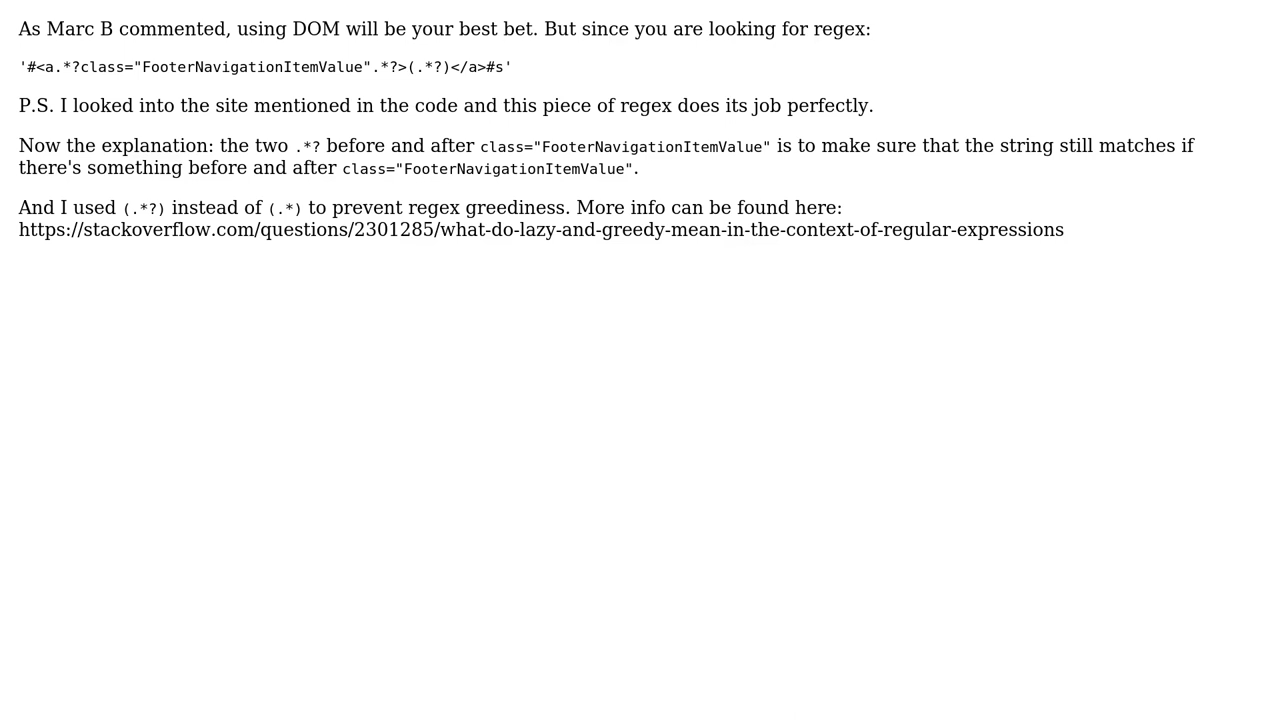 As Marc B commented, using DOM will be your best bet. But since you are looking for regex:
'#<a.*?class="FooterNavigationItemValue".*?>(.*?)</a>#s'
P.S. I looked into the site mentioned in the code and this piece of regex does its job perfectly.
Now the explanation: the two .*? before and after class="FooterNavigationItemValue" is to make sure that the string still matches if
there's something before and after class="FooterNavigationItemValue".
And I used (.*?) instead of (.*) to prevent regex greediness. More info can be found here:
https://stackoverflow.com/questions/2301285/what-do-lazy-and-greedy-mean-in-the-context-of-regular-expressions